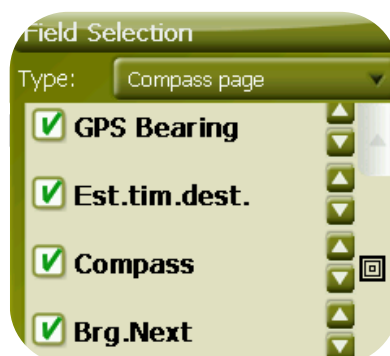 Field Selection
Type: Compass page
GPS Bearing
Est.tim.dest.
Compass
Brg.Next